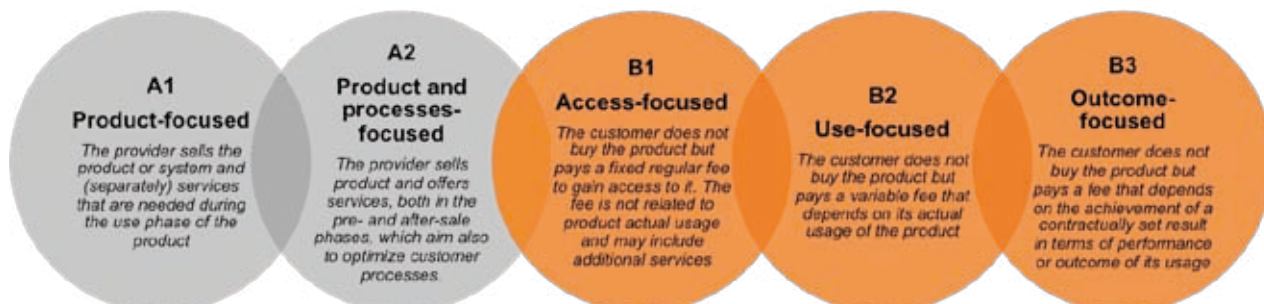 A1
Product-focused
The provider sells the
product or system and
(separately) services
that are needed during
the use phase of the
product
A2
Product and
processes-
focused
The provider sells
product and offers
services, both in the
pre- and after-sale
phases, which aim also
to optimize customer
processes.
B1
Access-focused
The customer does not
buy the product but
pays a fixed regular fee
to gain access to it. The
fee is not related to
product actual usage
and may include
additional services
B2
Use-focused
The customer does not
buy the product but
pays a variable fee that
depends on its actual
usage of the product
B3
Outcome-
focused
The customer does not
buy the product but
pays a fee that depends
on the achievement of a
contractually set result
in terms of performance
or outcome of its usage